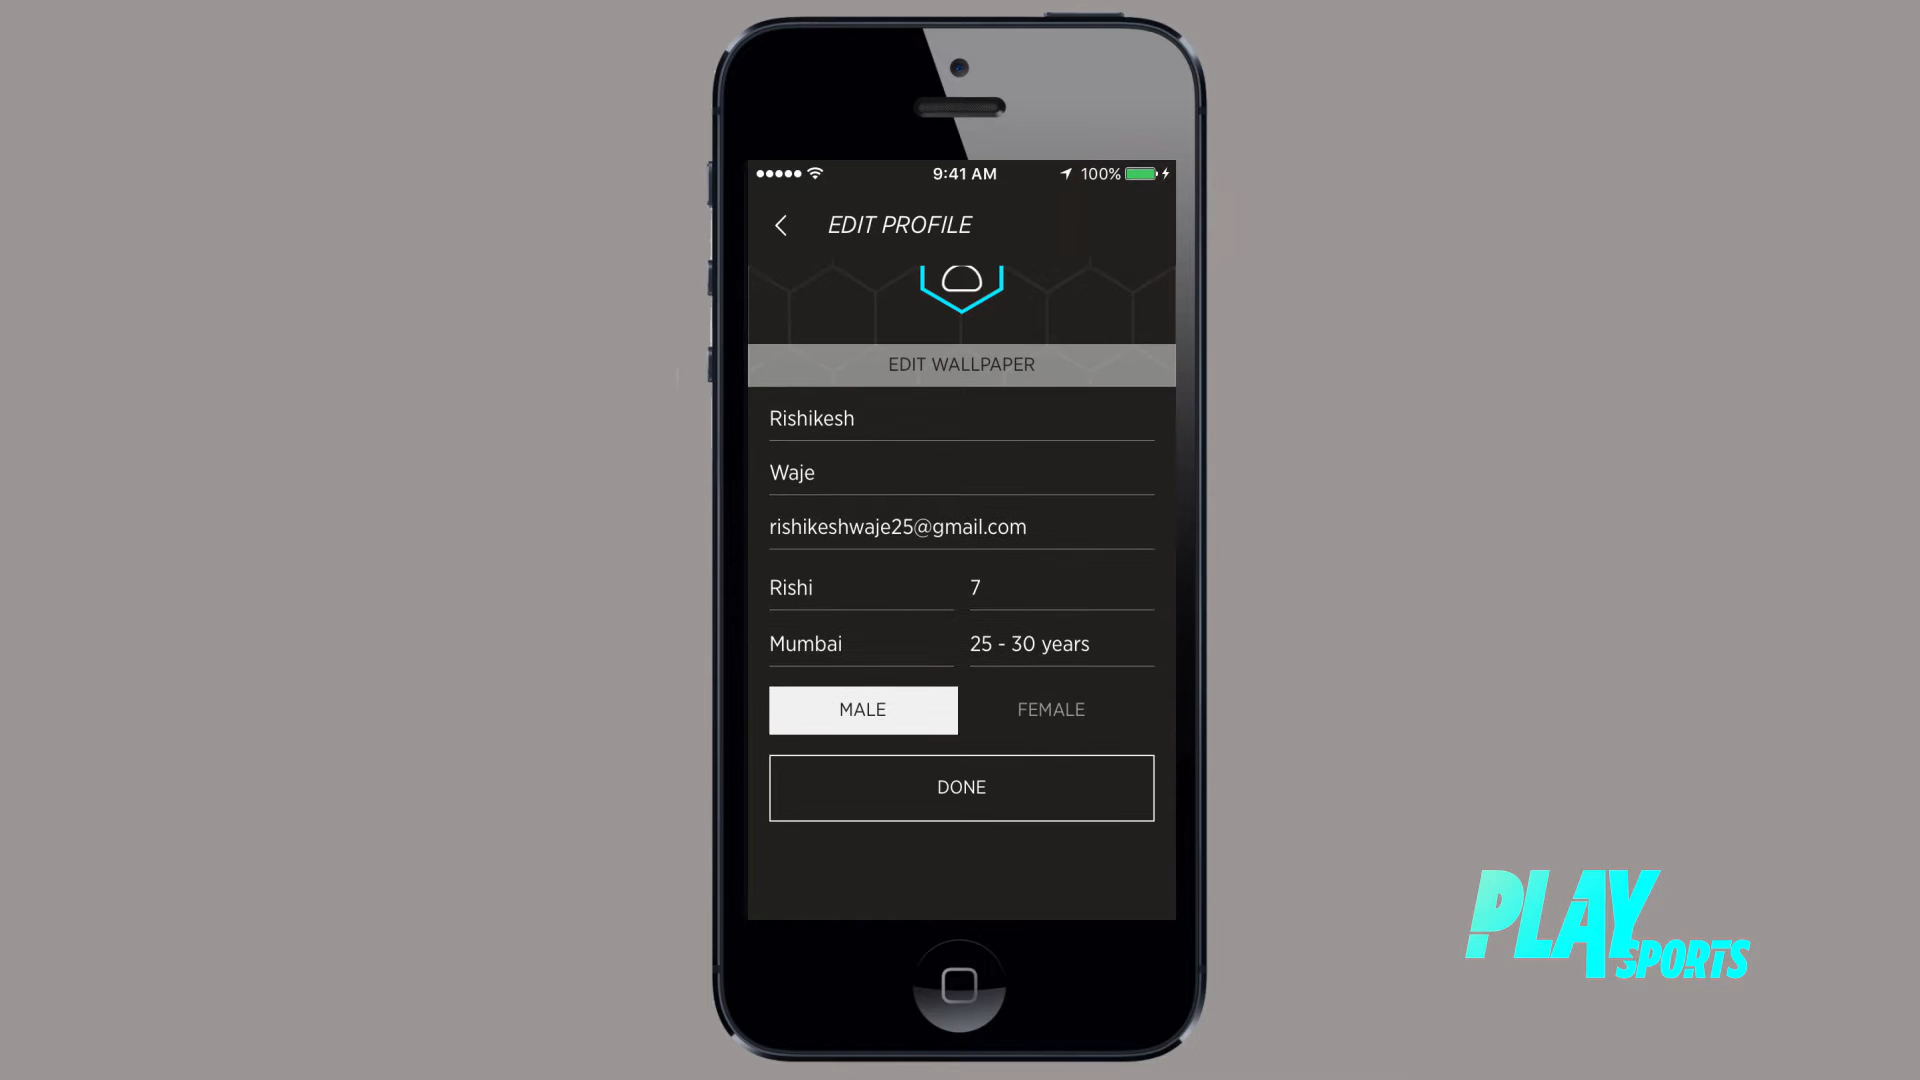 9:41 AM 100%
EDIT PROFILE
EDIT WALLPAPER
Rishikesh
Waje
rishikeshwaje25@gmail.com
Rishi 7
Mumbai 25 - 30 years
MALE FEMALE
DONE
PLAY
SPORTS